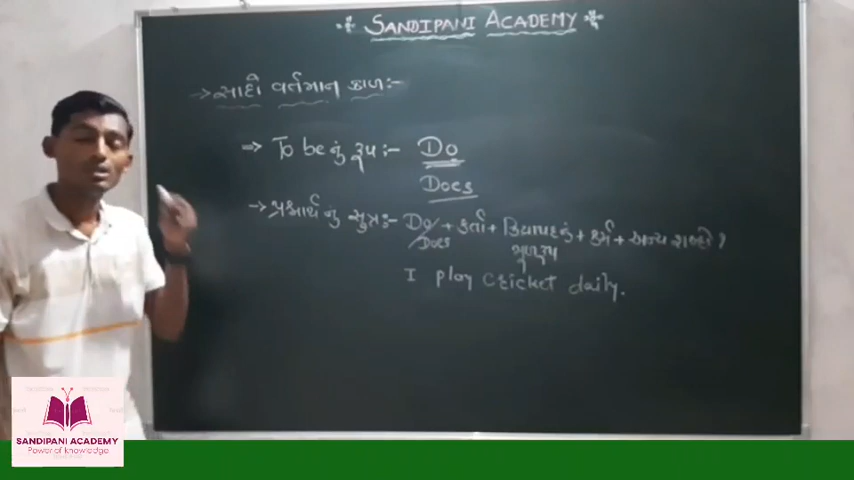 * SANDIPANI ACADEMY *
→ સાદો વર્તમાન કાળ:-
⇒ To be નું રૂપ:- Do
Does
→ પ્રશ્નાર્થ નું સુત્ર:- Do/Does + કર્તા + ક્રિયાપદનું મૂળરૂપ + કર્મ + અન્ય શબ્દો ?
I play cricket daily.
SANDIPANI ACADEMY
Power of knowledge